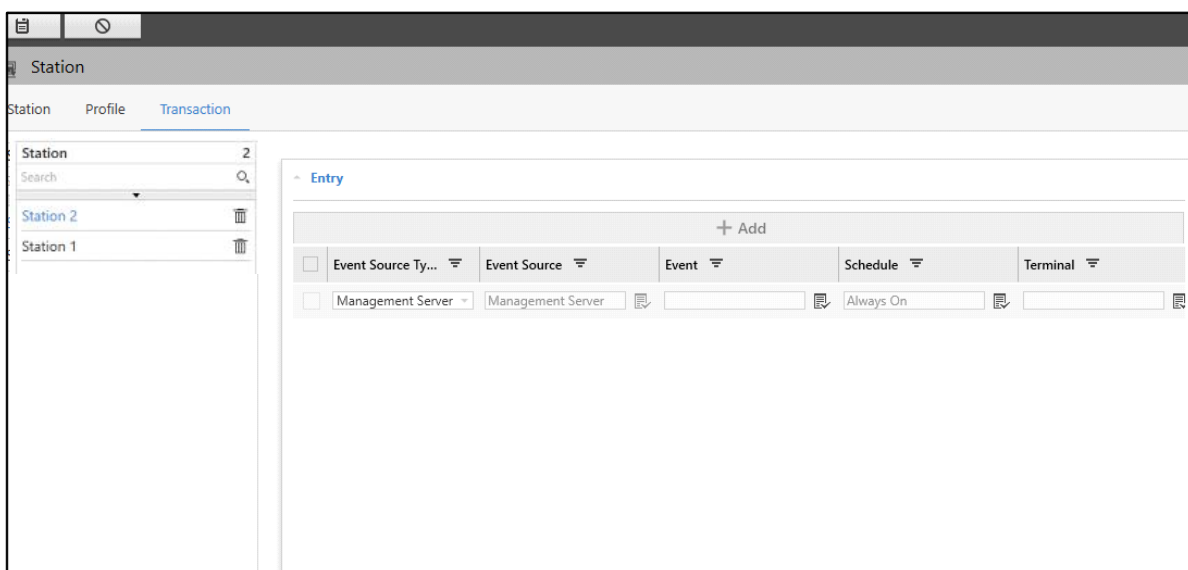 Station
Station Profile Transaction
Station 2
Search
Station 2
Station 1
Entry
+ Add
Event Source Ty... Event Source Event Schedule Terminal
Management Server Management Server Always On